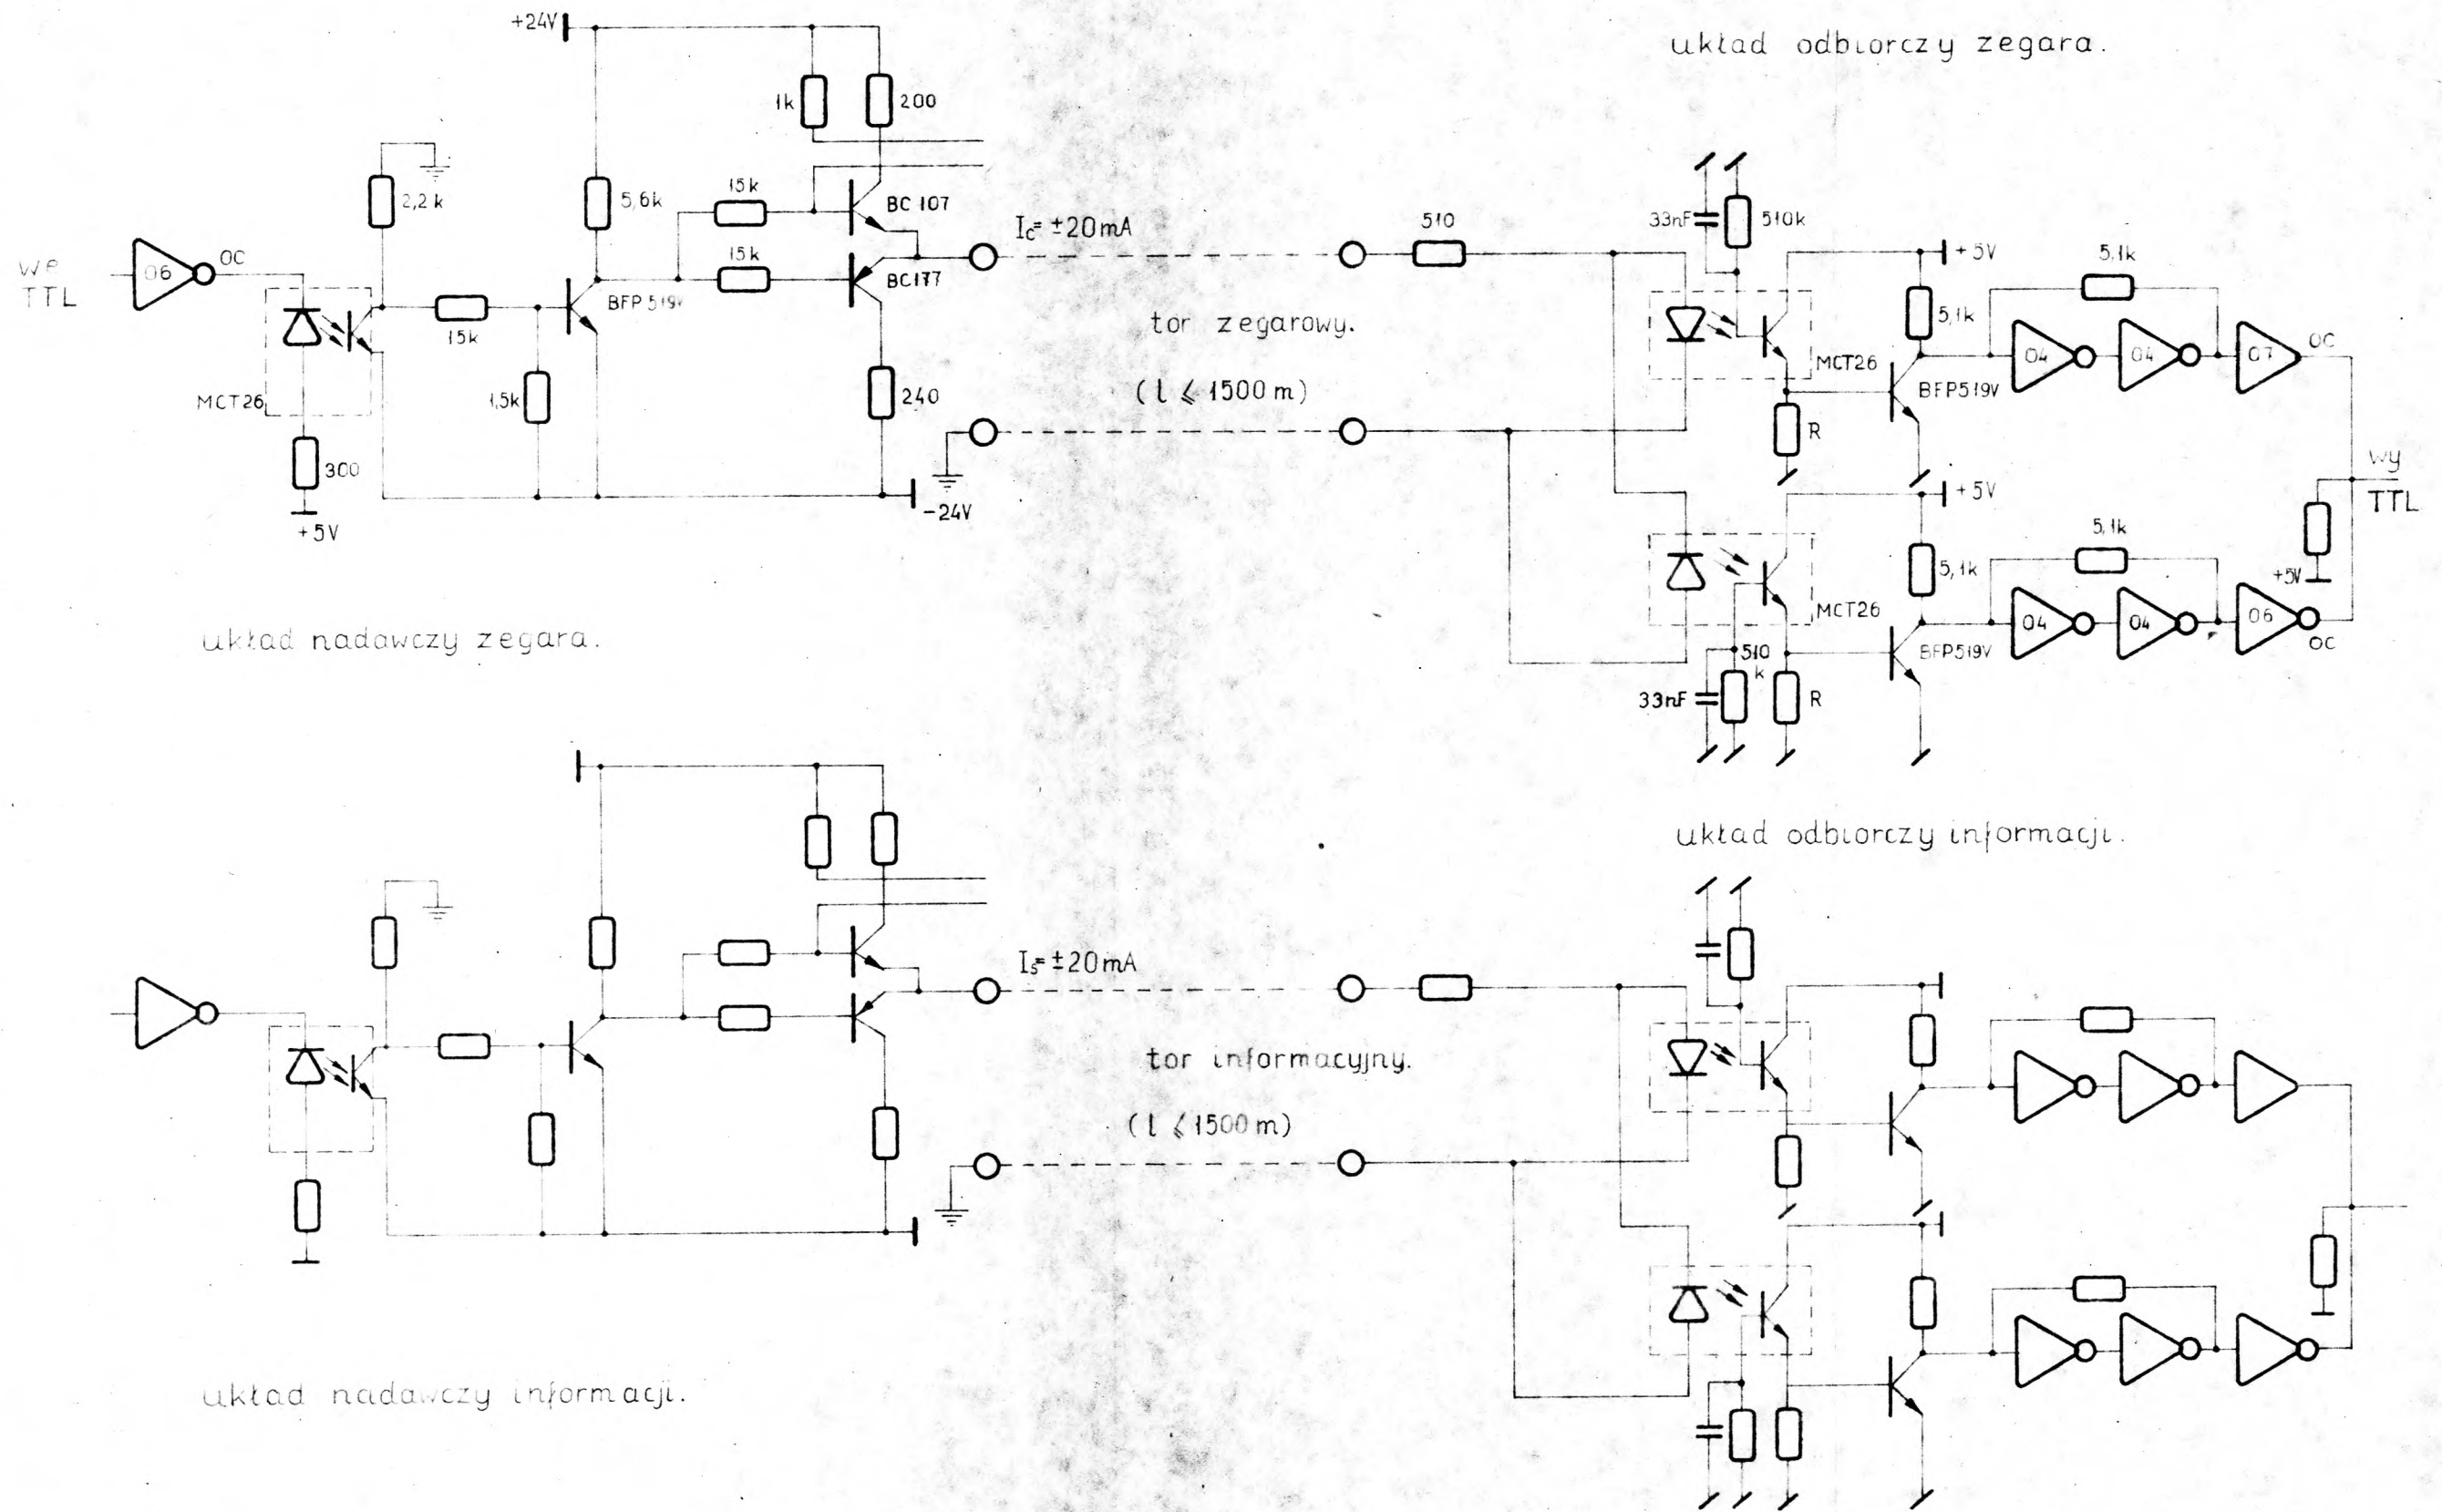 +24V
układ odbiorczy zegara.
1k
200
2,2k
5,6k
15k
BC 107
Ic= ±20mA
510
33nF
510k
+5V
5,1k
we
TTL
06
OC
15k
BC177
BFP 519V
15k
tor zegarowy.
5,1k
04
04
07
OC
MCT26
BFP519V
MCT26
1,5k
240
(l ⩽ 1500 m)
R
300
wy
TTL
+5V
-24V
+5V
5,1k
5,1k
+5V
MCT26
04
04
06
OC
układ nadawczy zegara.
510
k
BFP519V
33nF
R
układ odbiorczy informacji.
Is= ±20mA
tor informacyjny.
(l ⩽ 1500 m)
układ nadawczy informacji.